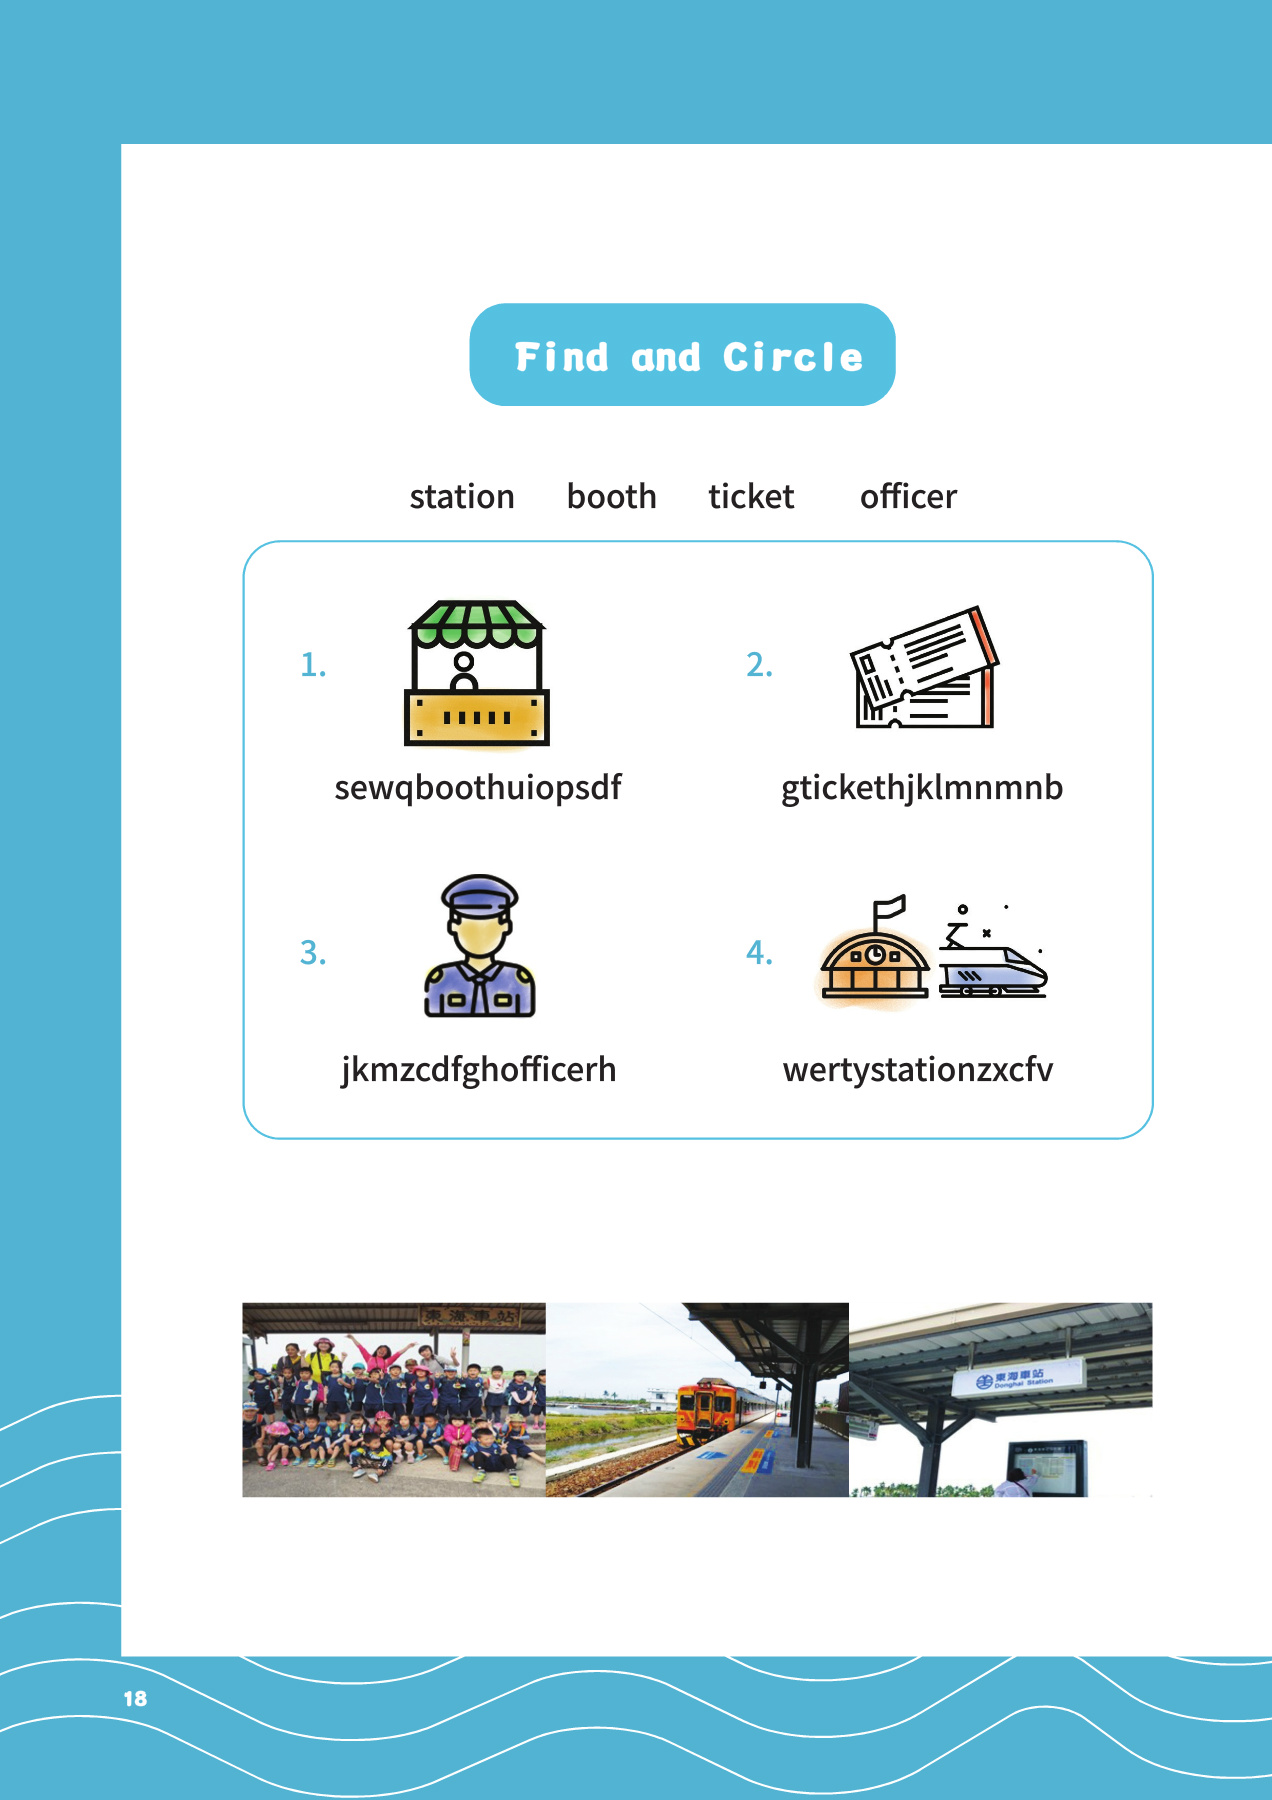 Find and Circle
station booth ticket officer
1.
sewqboothuiopsdf
2.
gtickethjklmnmnb
3.
jkmzcdfghofficerh
4.
wertystationzxcfv
東海車站
東海車站
Donghai Station
18